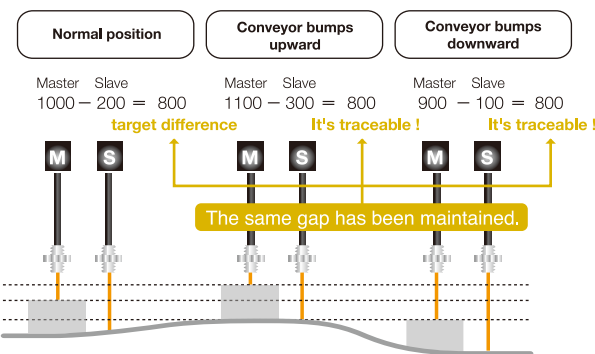 Normal position
Conveyor bumps
upward
Conveyor bumps
downward
Master Slave
1000 − 200 = 800
target difference
Master Slave
1100 − 300 = 800
It's traceable !
Master Slave
900 − 100 = 800
It's traceable !
M S
M S
M S
The same gap has been maintained.